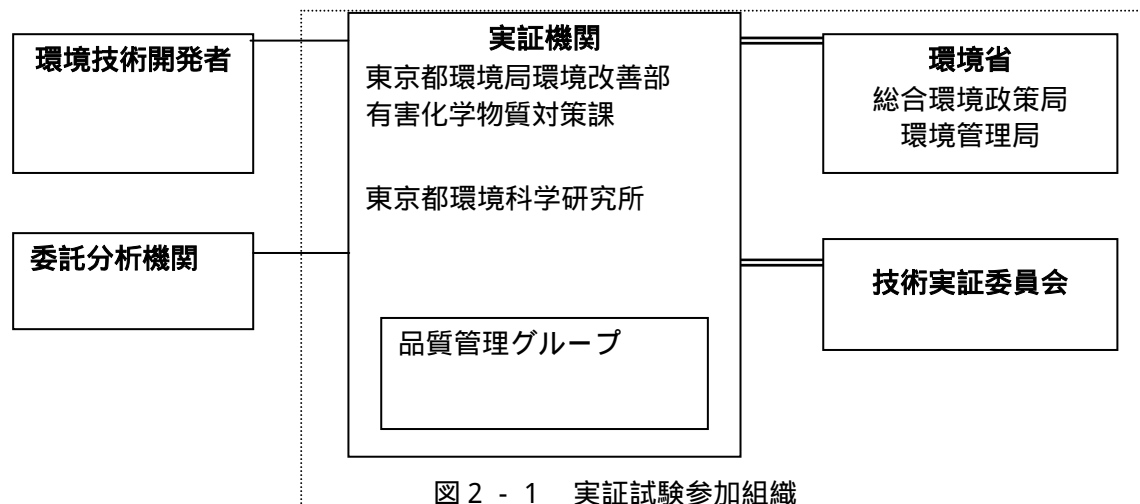 環境技術開発者
委託分析機関
実証機関
東京都環境局環境改善部
有害化学物質対策課
東京都環境科学研究所
品質管理グループ
環境省
総合環境政策局
環境管理局
技術実証委員会
図2-1 実証試験参加組織